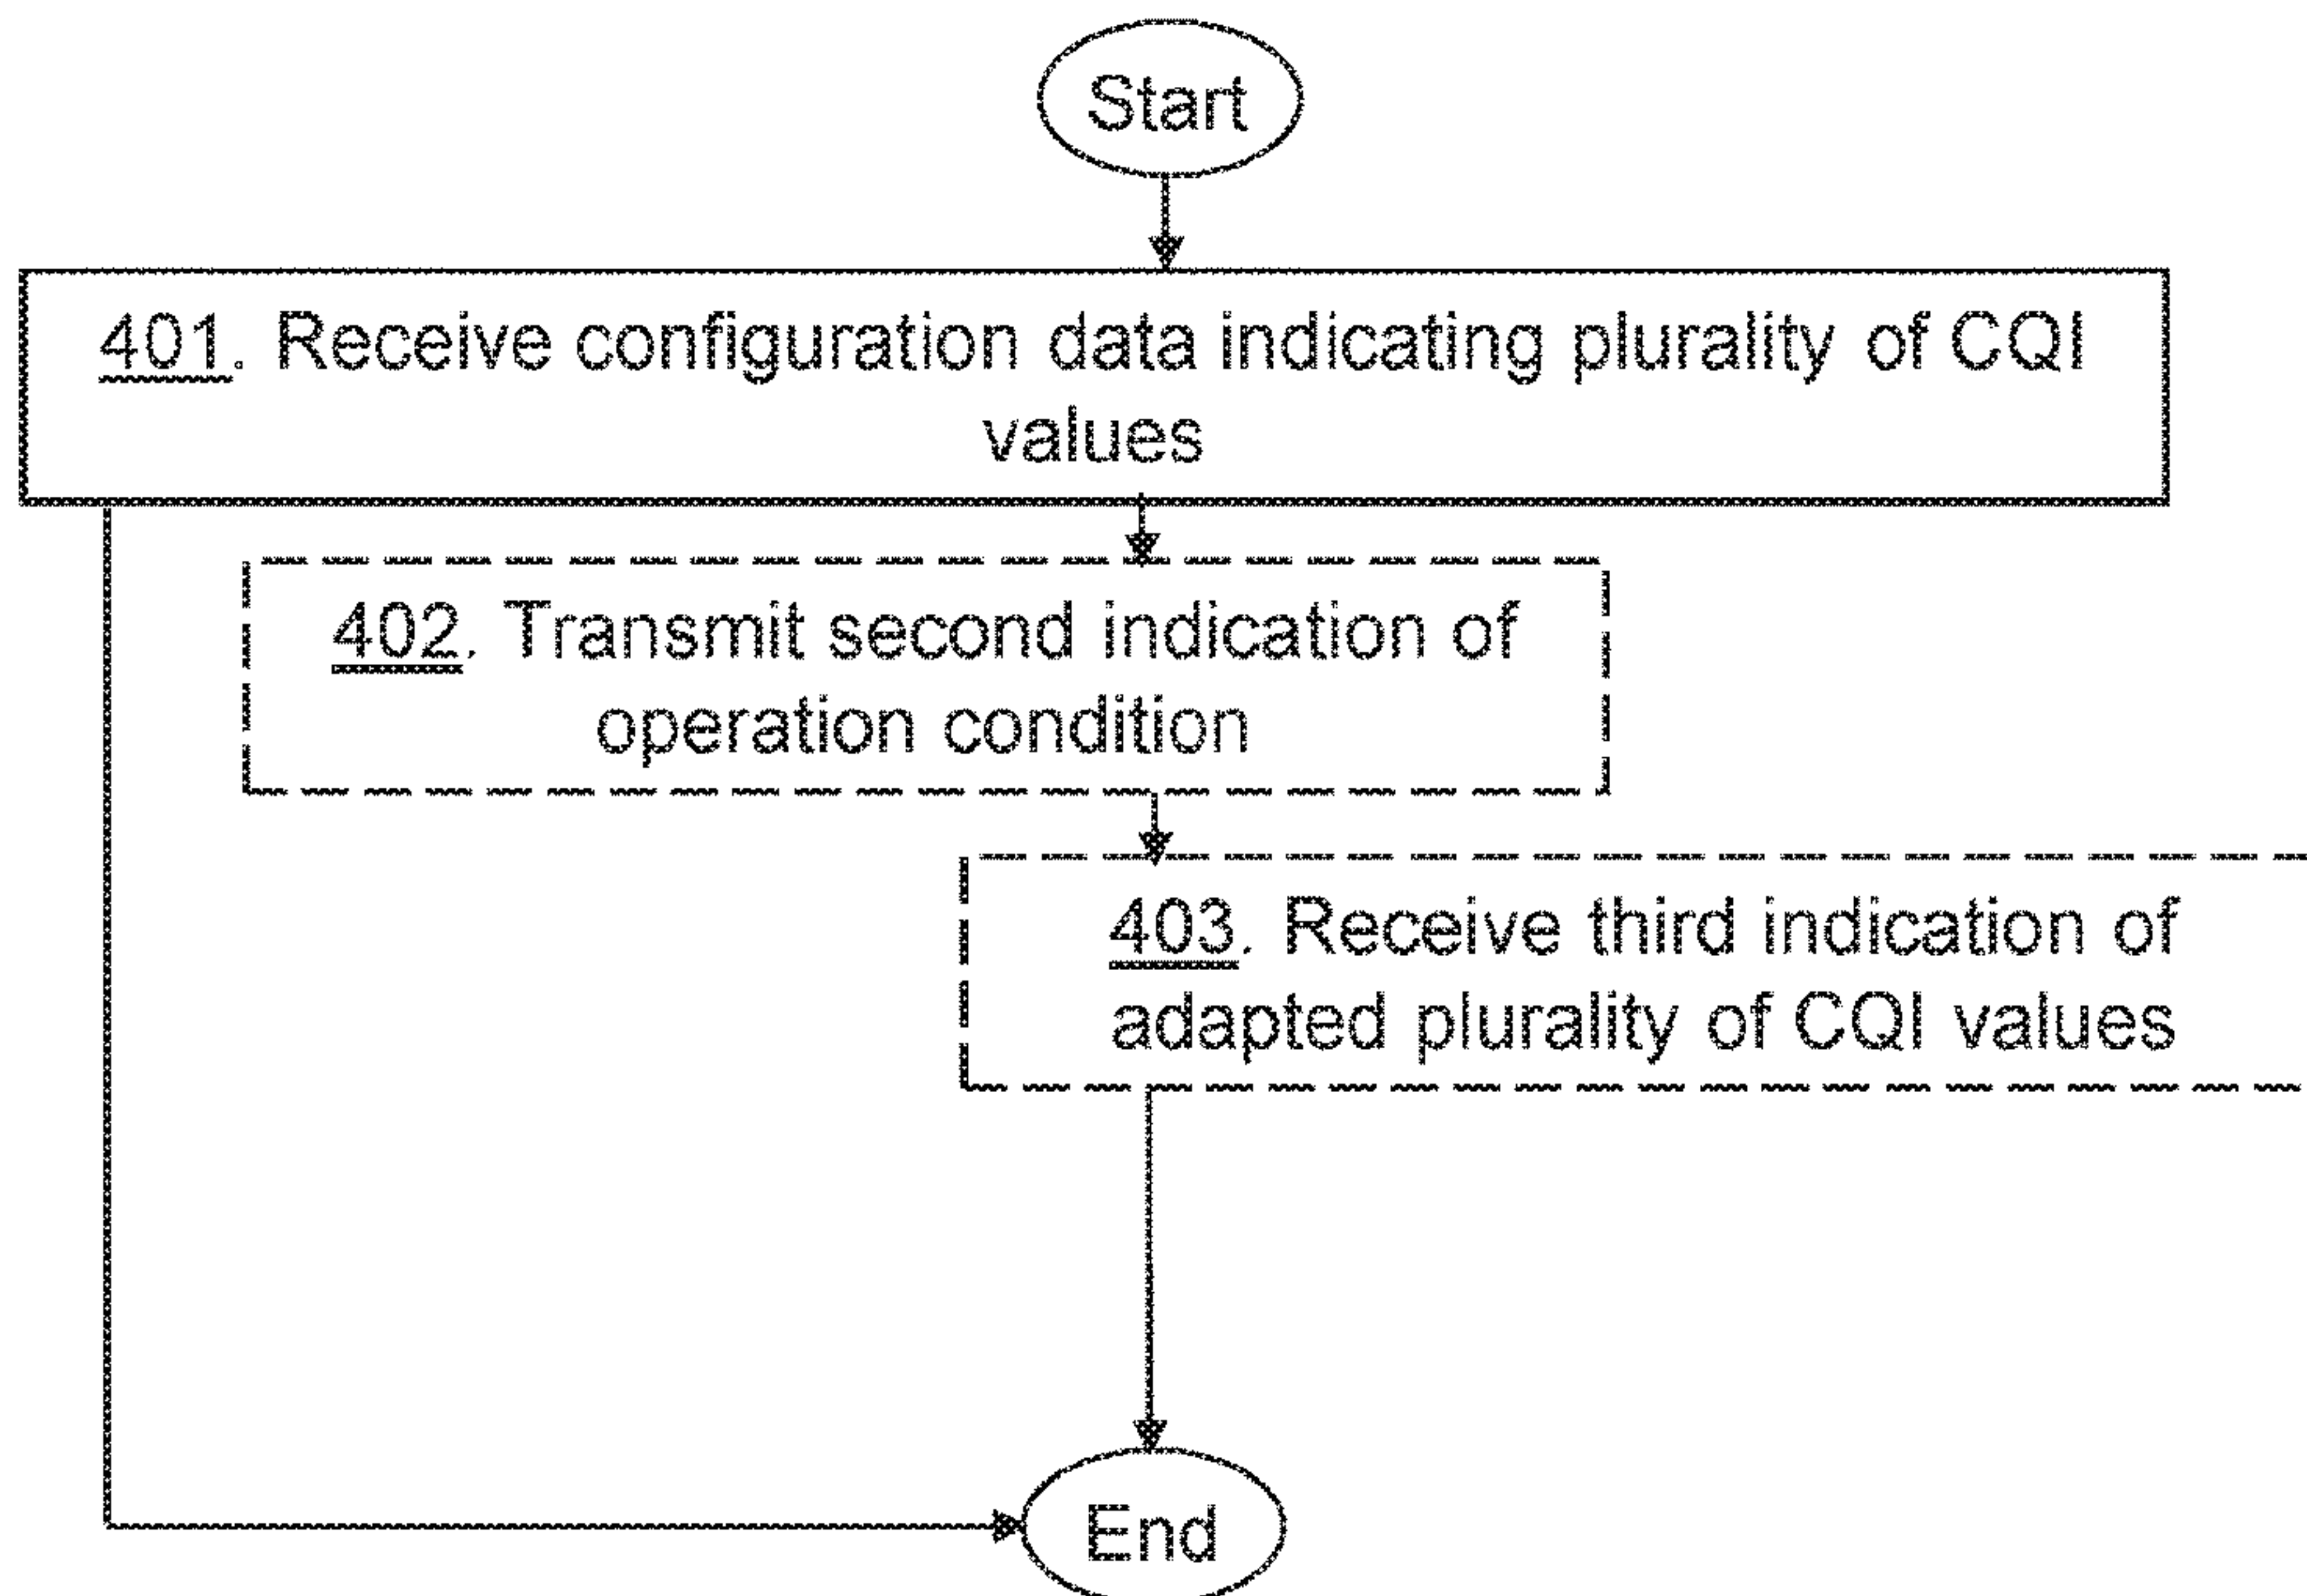 Start
401. Receive configuration data indicating plurality of CQI
values
402. Transmit second indication of
operation condition
403. Receive third indication of
adapted plurality of CQI values
End